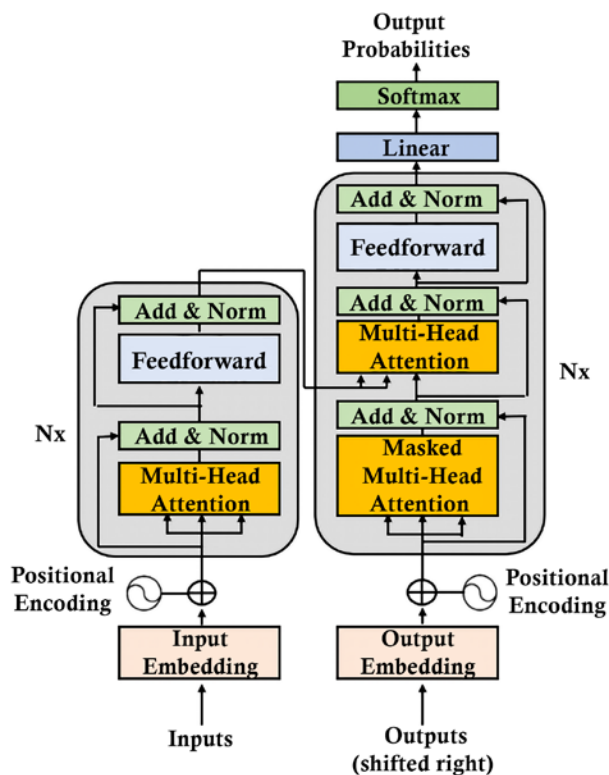 Output
Probabilities
Softmax
Linear
Add & Norm
Feedforward
Add & Norm
Multi-Head
Attention
Nx
Add & Norm
Masked
Multi-Head
Attention
Positional
Encoding
Output
Embedding
Outputs
(shifted right)
Add & Norm
Feedforward
Nx
Add & Norm
Multi-Head
Attention
Positional
Encoding
Input
Embedding
Inputs